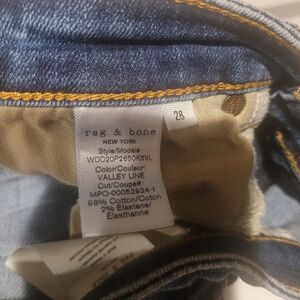 rag & bone
NEW YORK
Style/Modèle:
WDD20P2650K5VL
Color/Couleur:
VALLEY LINE
Cut/Coupe#
MPO-00052924-1
98% Cotton/Coton
2% Elastane/
Elasthanne
28